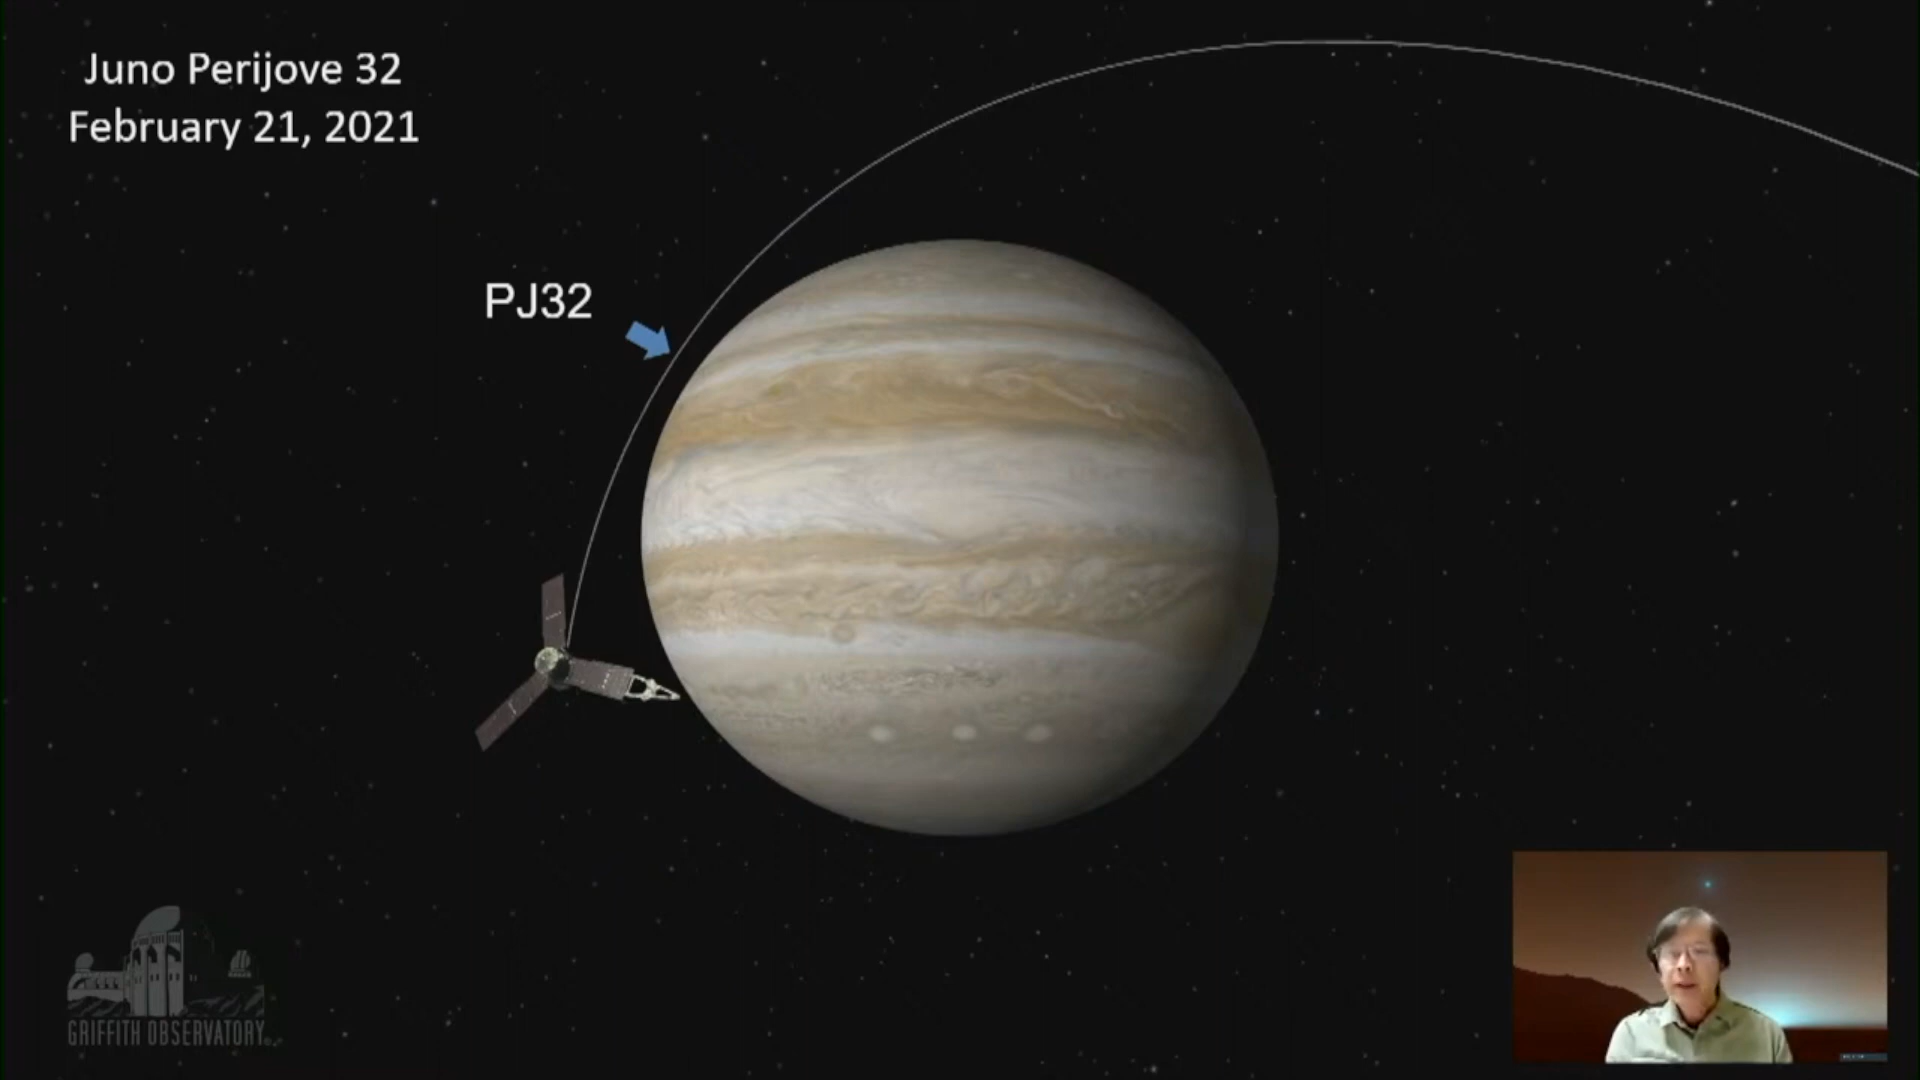 Juno Perijove 32
February 21, 2021
PJ32
GRIFFITH OBSERVATORY